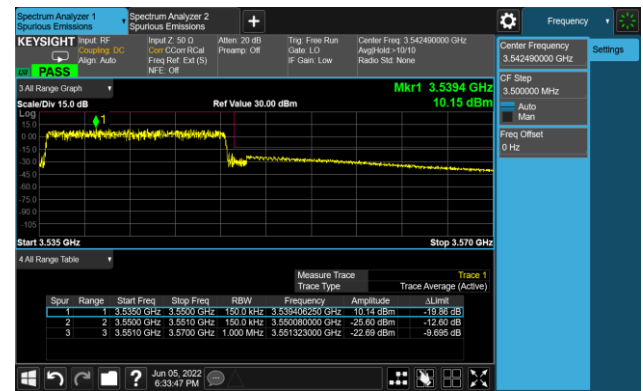 Spectrum Analyzer 1
Spurious Emissions
Spectrum Analyzer 2
Spurious Emissions
Frequency
KEYSIGHT
Input: RF
Coupling: DC
Align: Auto
Input Z: 50 Ω
Corr CCorr RCal
Freq Ref: Ext (S)
NFE: Off
Atten: 20 dB
Preamp: Off
Trig: Free Run
Gate: LO
IF Gain: Low
Center Freq: 3.542490000 GHz
Avg|Hold:>10/10
Radio Std: None
PASS
Center Frequency
3.542490000 GHz
Settings
CF Step
3.500000 MHz
Auto
Man
Freq Offset
0 Hz
3 All Range Graph
Mkr1 3.5394 GHz
10.15 dBm
Scale/Div 15.0 dB
Ref Value 30.00 dBm
Log
15.0
0.00
-15.0
-30.0
-45.0
-60.0
-75.0
-90.0
-105
1
Start 3.535 GHz
Stop 3.570 GHz
4 All Range Table
Measure Trace Trace 1
Trace Type Trace Average (Active)
Spur Range Start Freq Stop Freq RBW Frequency Amplitude ΔLimit
1 1 3.5350 GHz 3.5500 GHz 150.0 kHz 3.539406250 GHz 10.14 dBm -19.86 dB
2 2 3.5500 GHz 3.5510 GHz 150.0 kHz 3.550080000 GHz -25.60 dBm -12.60 dB
3 3 3.5510 GHz 3.5700 GHz 1.000 MHz 3.551323000 GHz -22.69 dBm -9.695 dB
Jun 05, 2022
6:33:47 PM